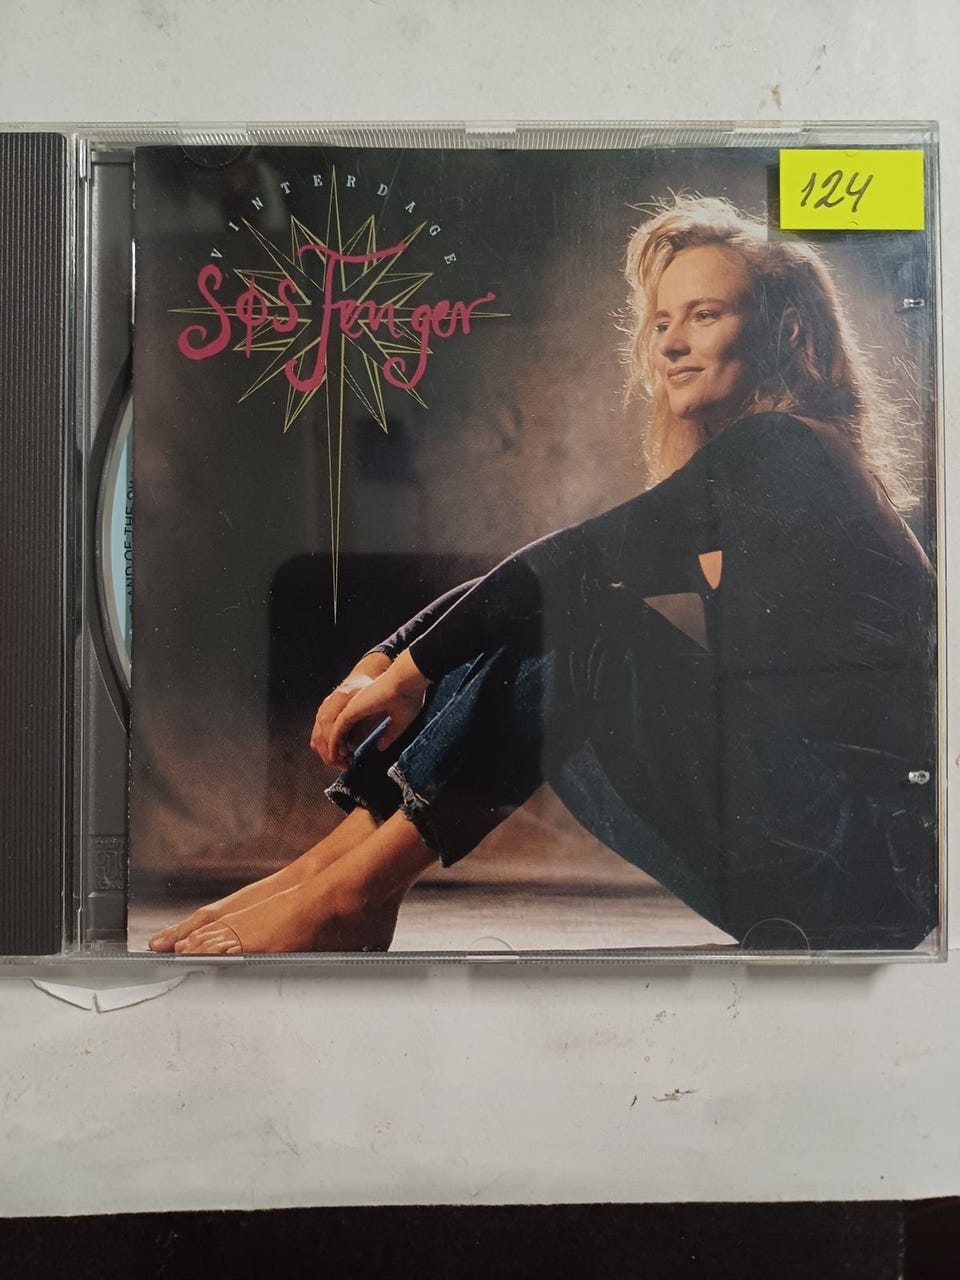 VINTERDAGE
Søs Fenger
124
AND OF THE